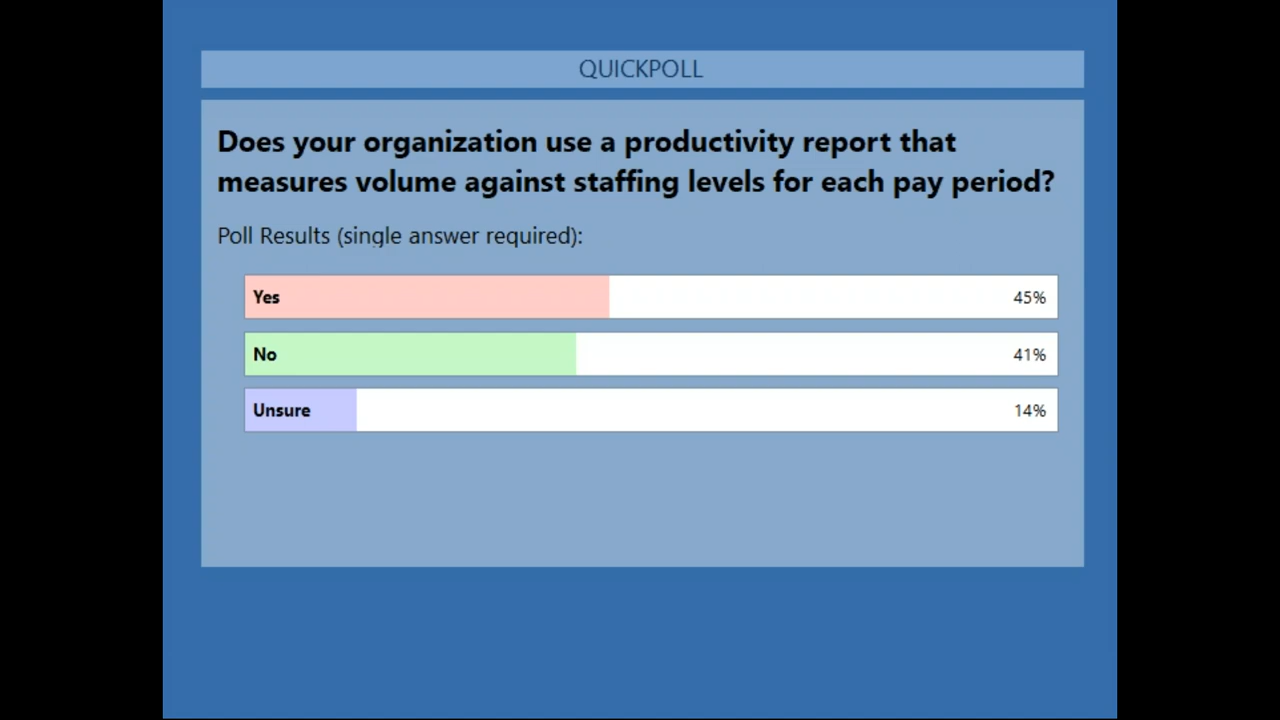 QUICKPOLL
Does your organization use a productivity report that
measures volume against staffing levels for each pay period?
Poll Results (single answer required):
Yes 45%
No 41%
Unsure 14%